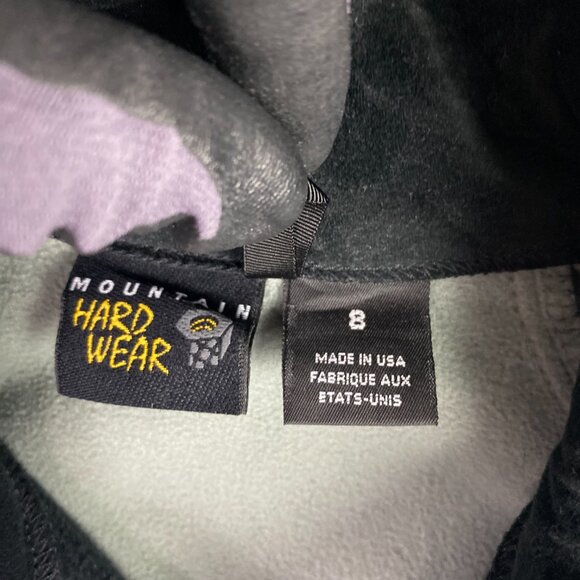 MOUNTAIN
HARD
WEAR
8
MADE IN USA
FABRIQUE AUX
ETATS-UNIS